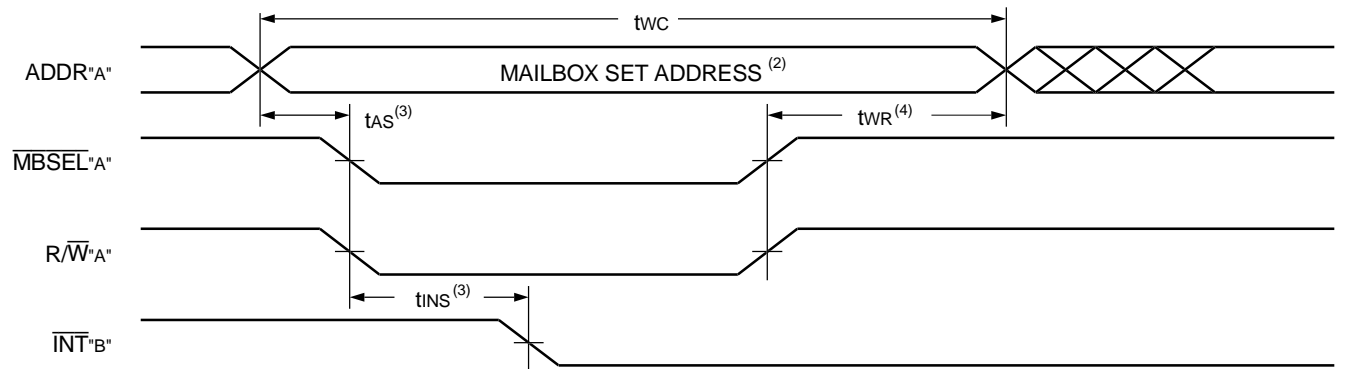 tWC
ADDR"A"
MAILBOX SET ADDRESS (2)
tAS(3)
tWR(4)
MBSEL"A"
R/W"A"
tINS(3)
INT"B"